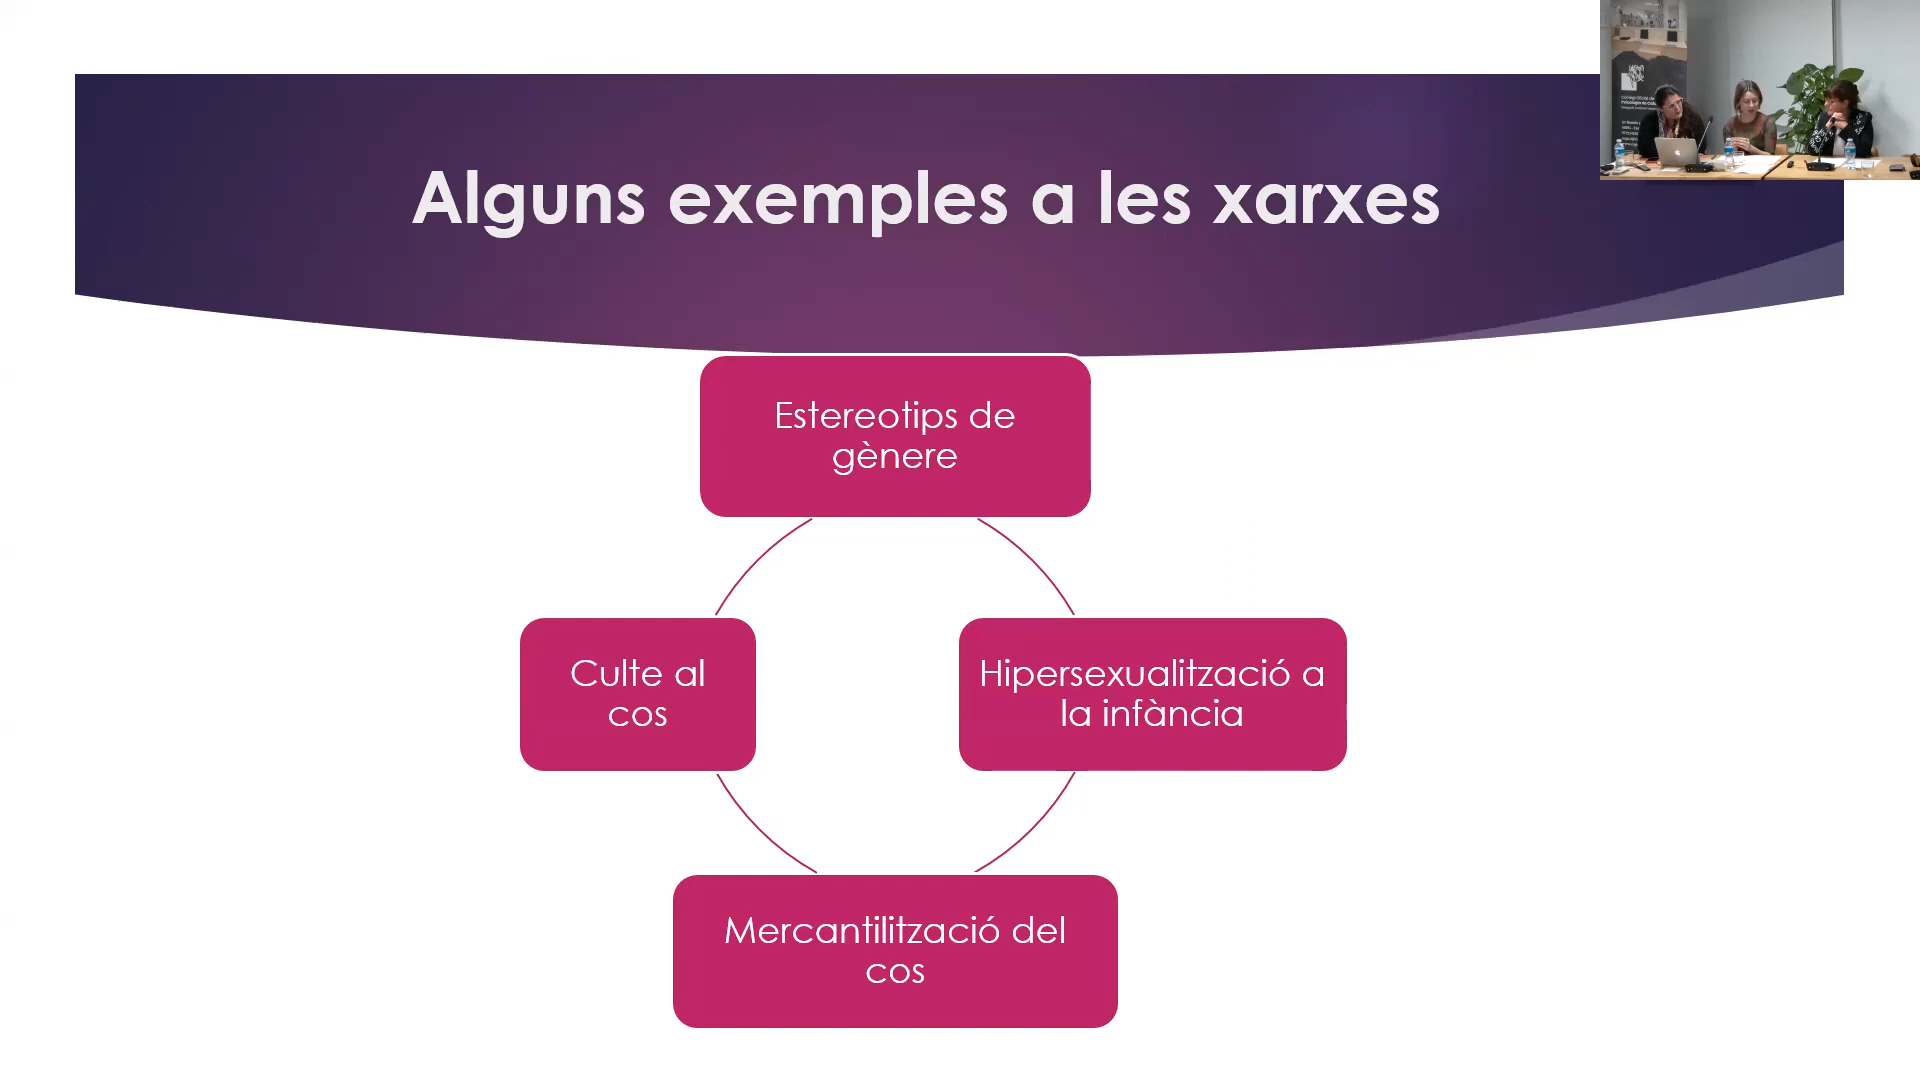 Alguns exemples a les xarxes
Estereotips de
gènere
Culte al
cos
Hipersexualització a
la infància
Mercantilització del
cos